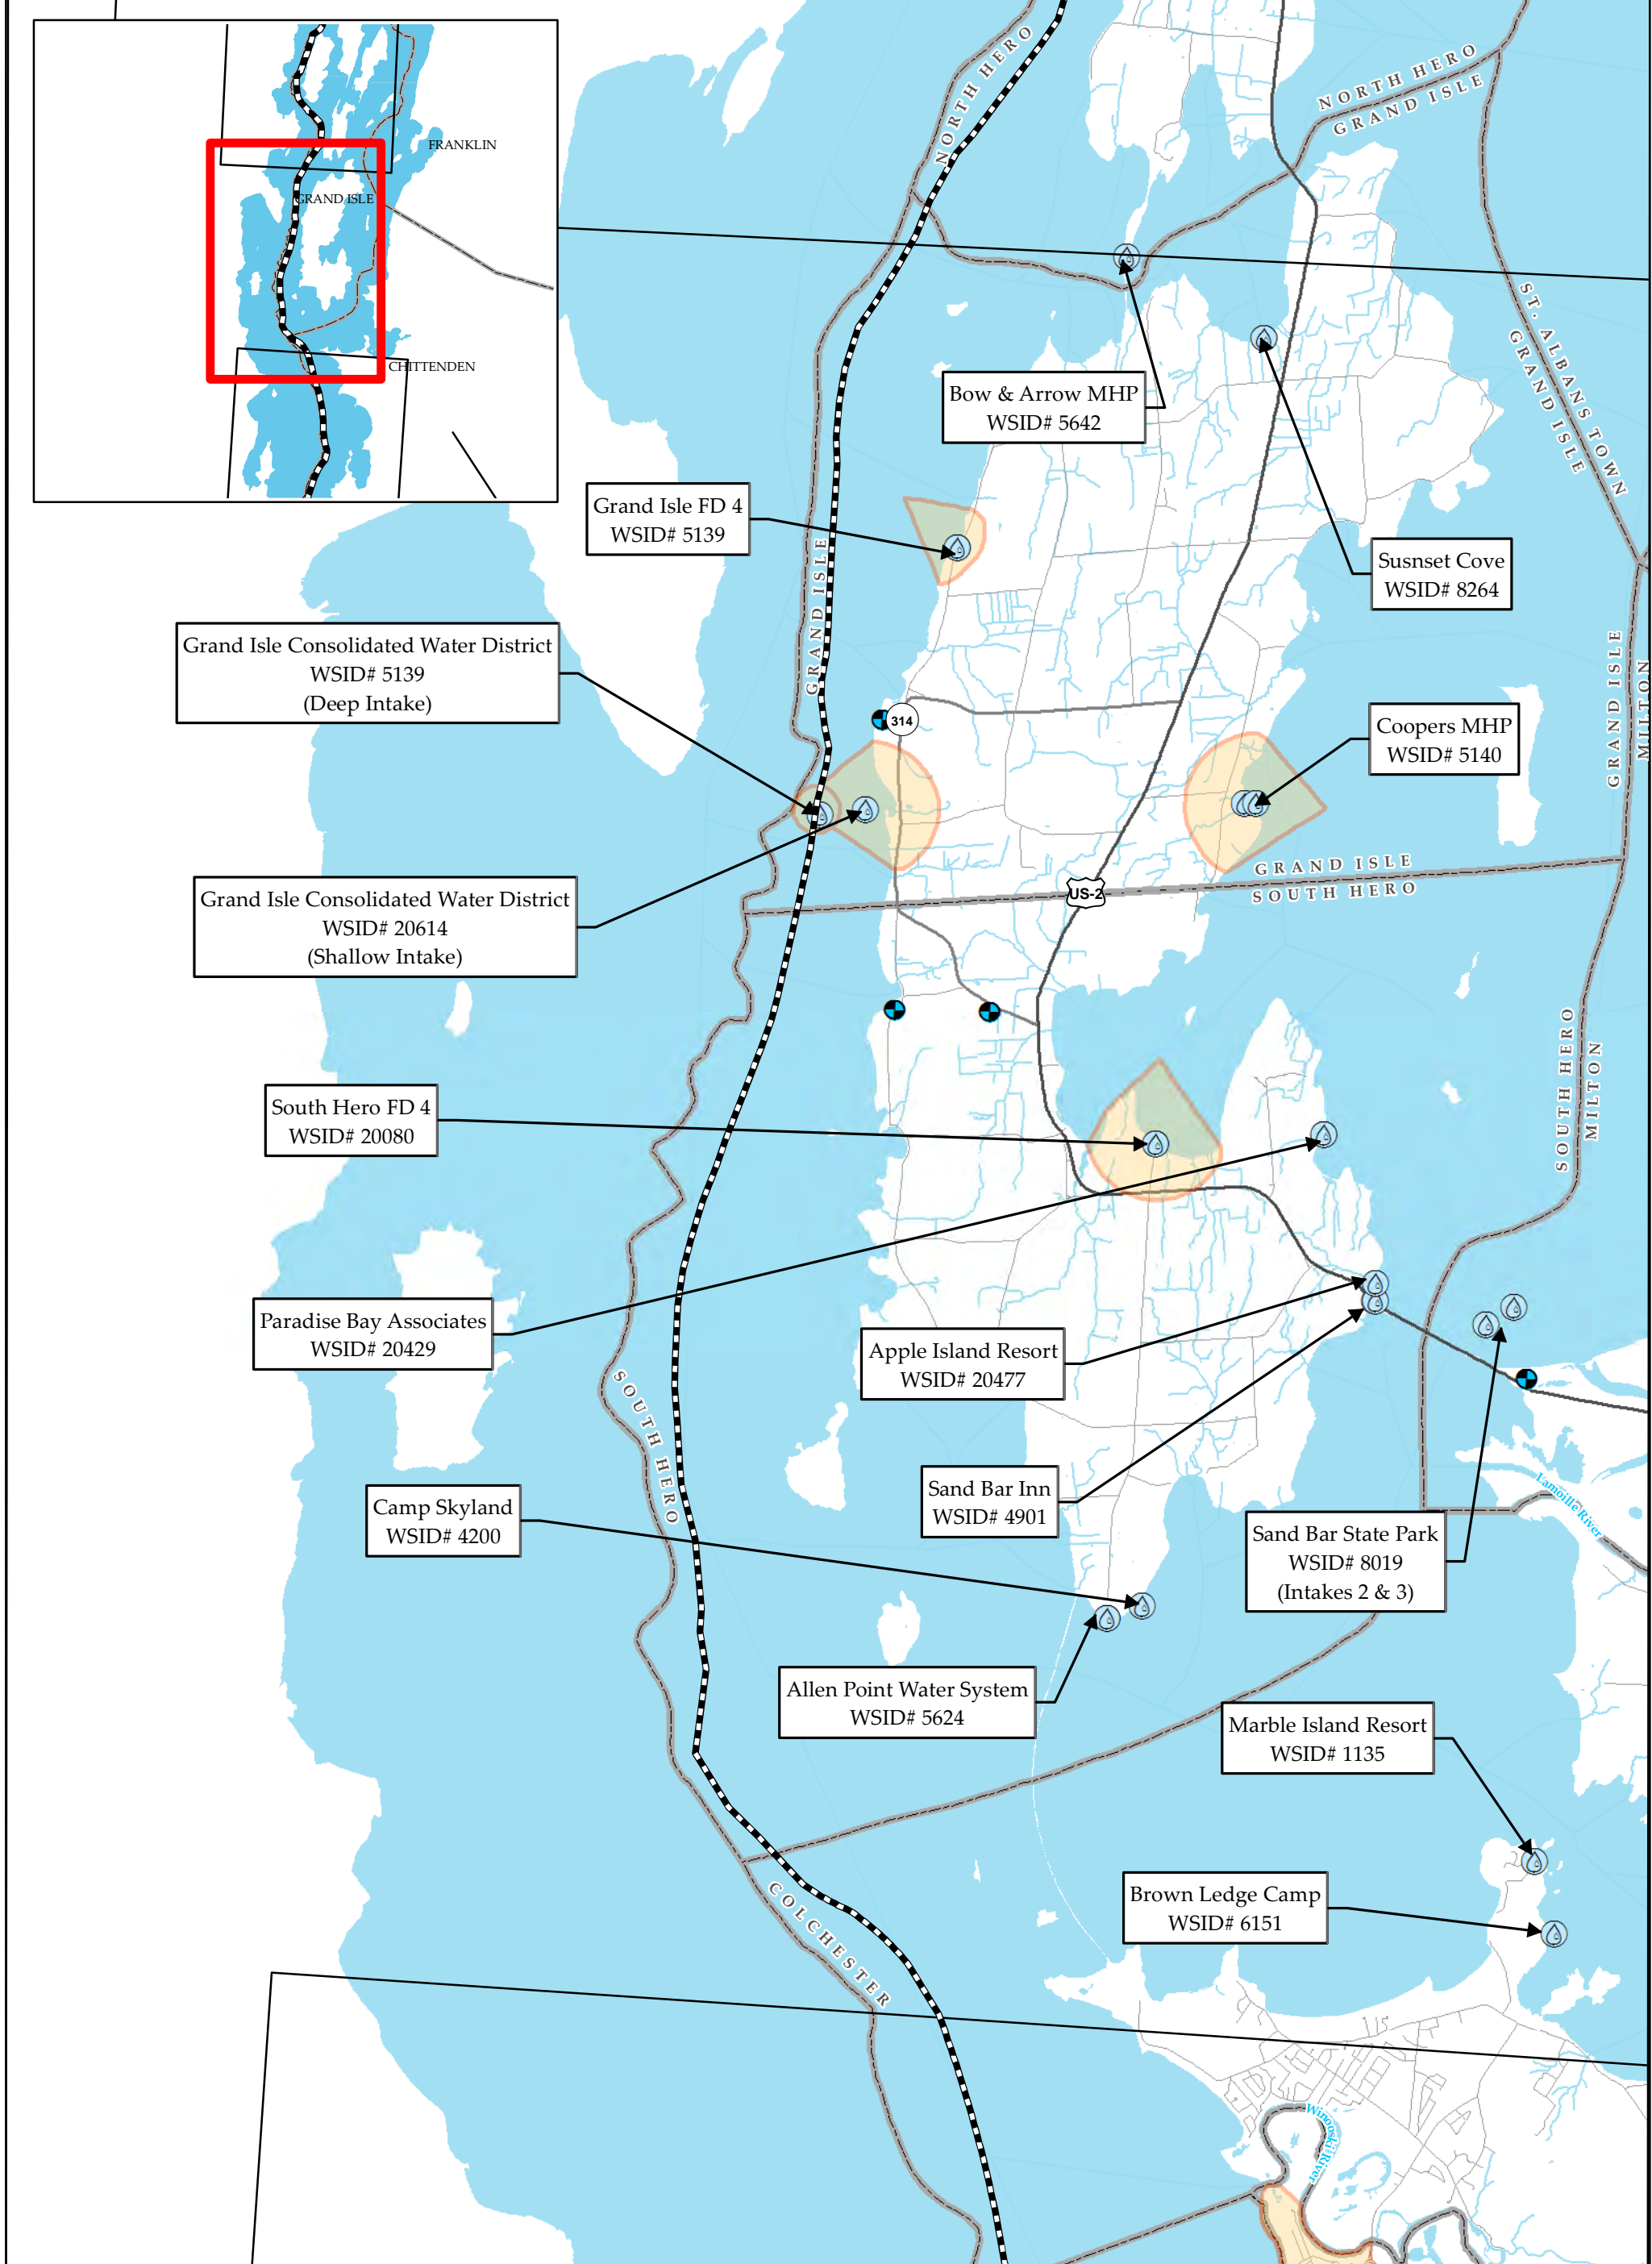 FRANKLIN
GRAND ISLE
CHITTENDEN
NORTH HERO
NORTH HERO
GRAND ISLE
ST. ALBANS TOWN
GRAND ISLE
Bow & Arrow MHP
WSID# 5642
Grand Isle FD 4
WSID# 5139
Susnset Cove
WSID# 8264
GRAND ISLE
Grand Isle Consolidated Water District
WSID# 5139
(Deep Intake)
314
Coopers MHP
WSID# 5140
GRAND ISLE
MILTON
GRAND ISLE
SOUTH HERO
US-2
Grand Isle Consolidated Water District
WSID# 20614
(Shallow Intake)
SOUTH HERO
MILTON
South Hero FD 4
WSID# 20080
Paradise Bay Associates
WSID# 20429
Apple Island Resort
WSID# 20477
SOUTH HERO
Sand Bar Inn
WSID# 4901
Camp Skyland
WSID# 4200
Lamoille River
Sand Bar State Park
WSID# 8019
(Intakes 2 & 3)
Allen Point Water System
WSID# 5624
Marble Island Resort
WSID# 1135
Brown Ledge Camp
WSID# 6151
COLCHESTER
Winooski River